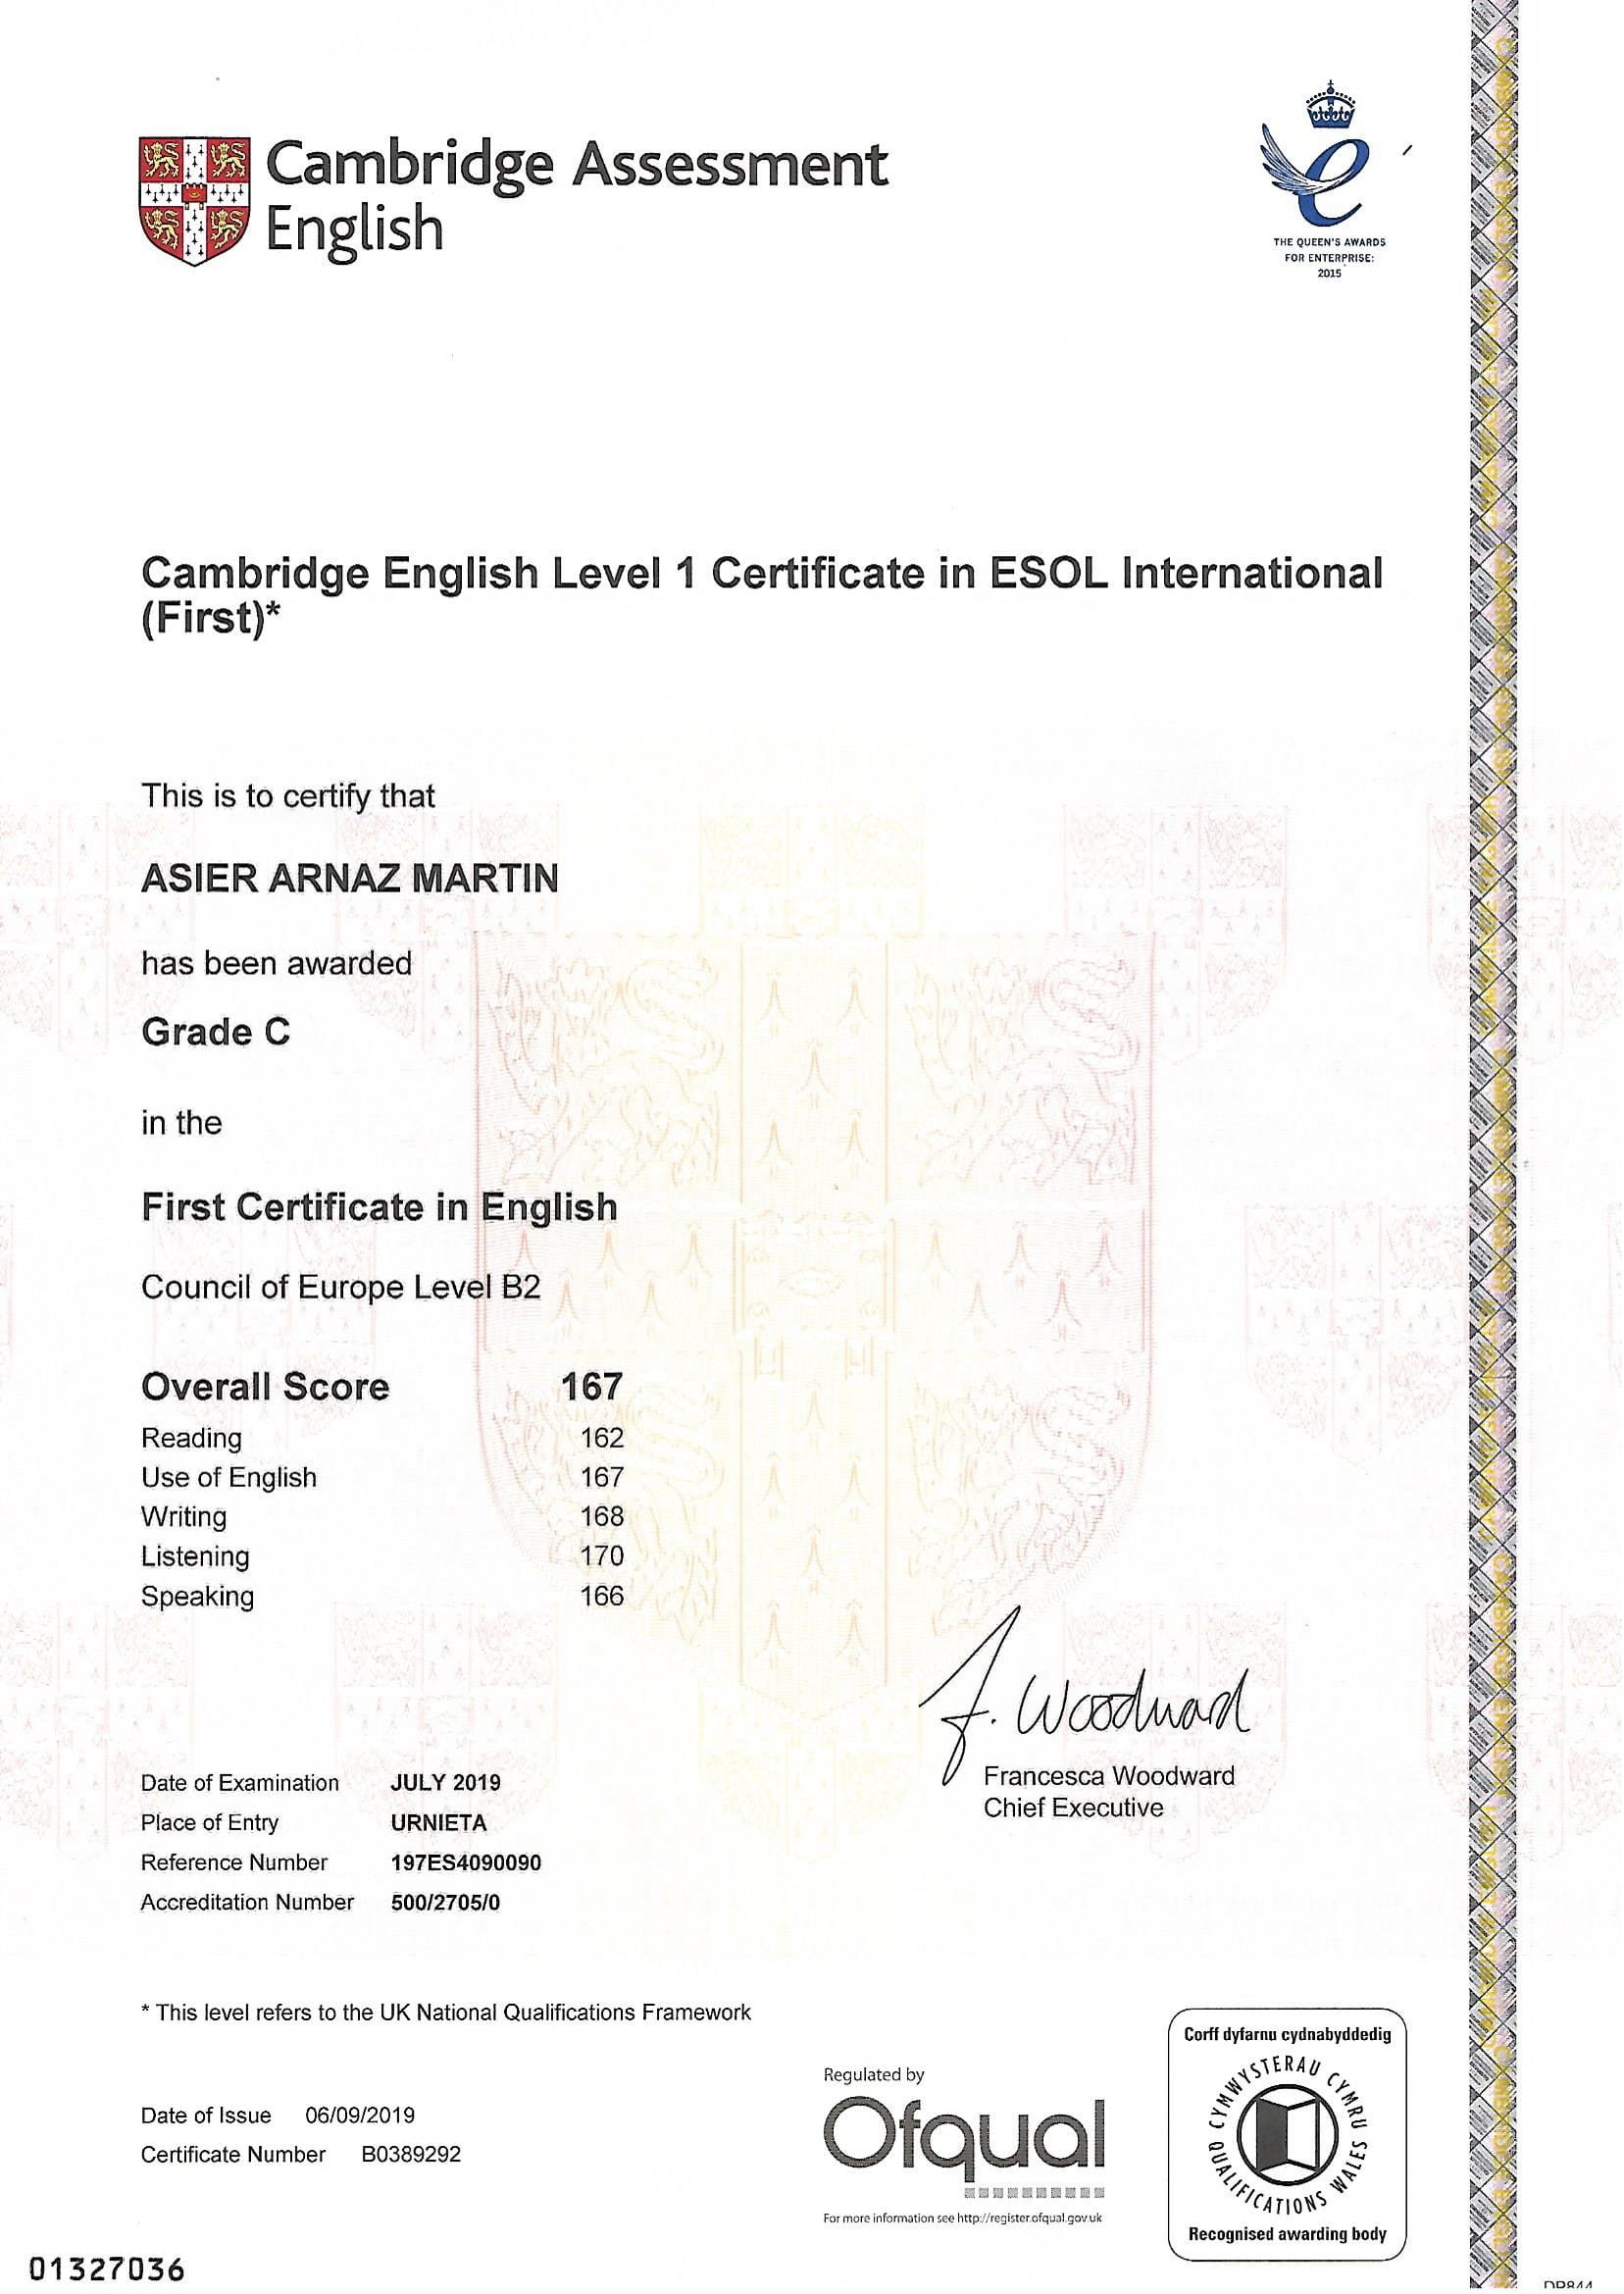 Cambridge Assessment
English
THE QUEEN'S AWARDS
FOR ENTERPRISE:
2015
Cambridge English Level 1 Certificate in ESOL International
(First)*
This is to certify that
ASIER ARNAZ MARTIN
has been awarded
Grade C
in the
First Certificate in English
Council of Europe Level B2
Overall Score 167
Reading 162
Use of English 167
Writing 168
Listening 170
Speaking 166
F. Woodward
Francesca Woodward
Chief Executive
Date of Examination JULY 2019
Place of Entry URNIETA
Reference Number 197ES4090090
Accreditation Number 500/2705/0
* This level refers to the UK National Qualifications Framework
Date of Issue 06/09/2019
Certificate Number B0389292
Regulated by
Ofqual
For more information see http://register.ofqual.gov.uk
Corff dyfarnu cydnabyddedig
CYMWYSTERAU CYMRU
QUALIFICATIONS WALES
Recognised awarding body
01327036